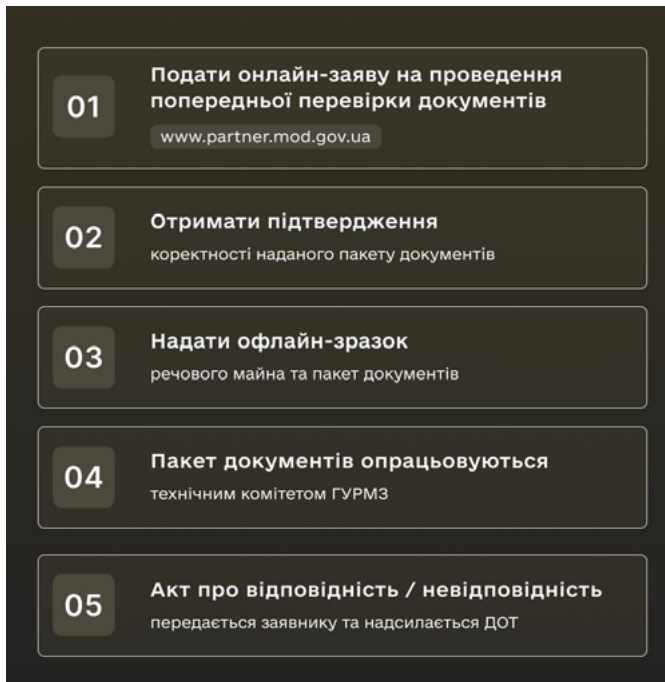 01
Подати онлайн-заяву на проведення
попередньої перевірки документів
www.partner.mod.gov.ua
02
Отримати підтвердження
коректності наданого пакету документів
03
Надати офлайн-зразок
речового майна та пакет документів
04
Пакет документів опрацьовуються
технічним комітетом ГУРМЗ
05
Акт про відповідність / невідповідність
передається заявнику та надсилається ДОТ